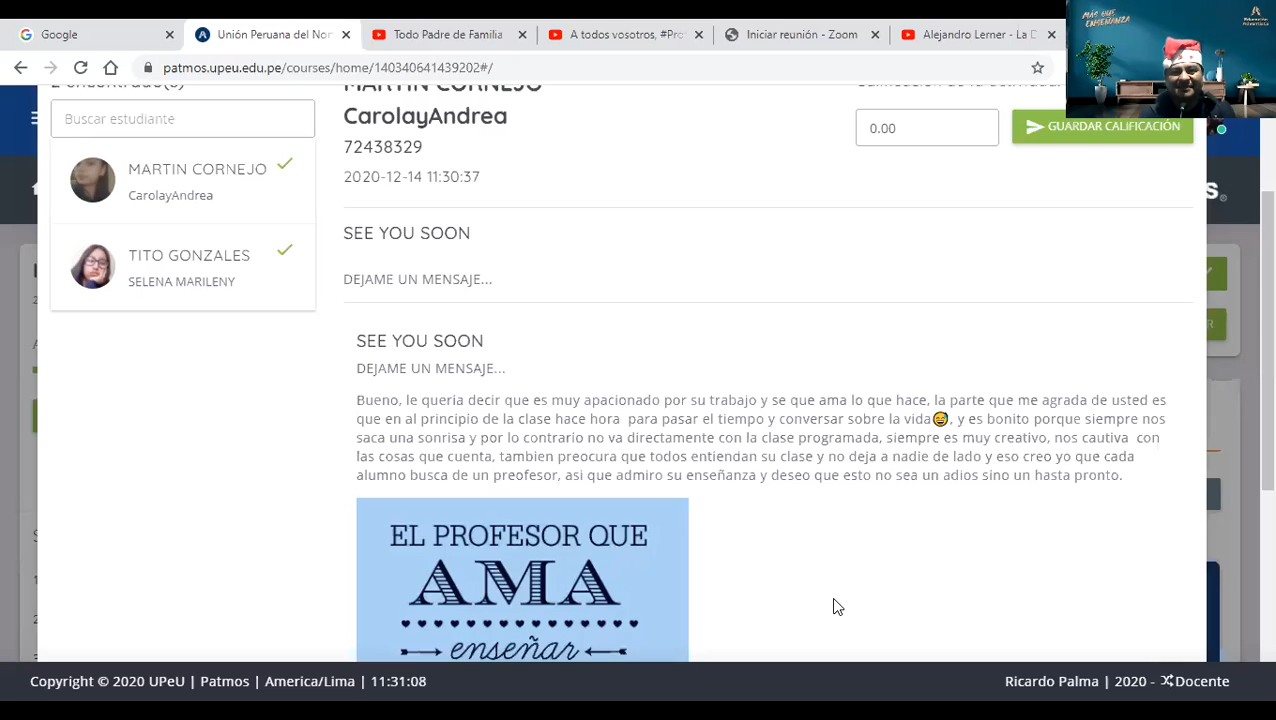 Google
Unión Peruana del Nor
Todo Padre de Familia
A todos vosotros, #Pro
Iniciar reunión - Zoom
Alejandro Lerner - La D
MÁS QUE
ENSEÑANZA
patmos.upeu.edu.pe/courses/home/140340641439202#/
Buscar estudiante
MARTIN CORNEJO
CarolayAndrea
TITO GONZALES
SELENA MARILENY
MARTIN CORNEJO
CarolayAndrea
72438329
2020-12-14 11:30:37
0.00
GUARDAR CALIFICACIÓN
SEE YOU SOON
DEJAME UN MENSAJE...
SEE YOU SOON
DEJAME UN MENSAJE...
Bueno, le queria decir que es muy apacionado por su trabajo y se que ama lo que hace, la parte que me agrada de usted es
que en al principio de la clase hace hora para pasar el tiempo y conversar sobre la vida😅, y es bonito porque siempre nos
saca una sonrisa y por lo contrario no va directamente con la clase programada, siempre es muy creativo, nos cautiva con
las cosas que cuenta, tambien preocura que todos entiendan su clase y no deja a nadie de lado y eso creo yo que cada
alumno busca de un preofesor, asi que admiro su enseñanza y deseo que esto no sea un adios sino un hasta pronto.
EL PROFESOR QUE
AMA
enseñar
Copyright © 2020 UPeU | Patmos | America/Lima | 11:31:08
Ricardo Palma | 2020 - Docente